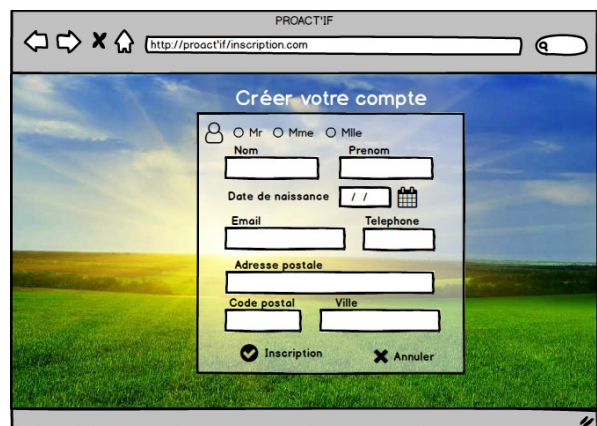 PROACT'IF
http://proact'if/inscription.com
Créer votre compte
Mr Mme Mlle
Nom Prenom
Date de naissance / /
Email Telephone
Adresse postale
Code postal Ville
Inscription Annuler